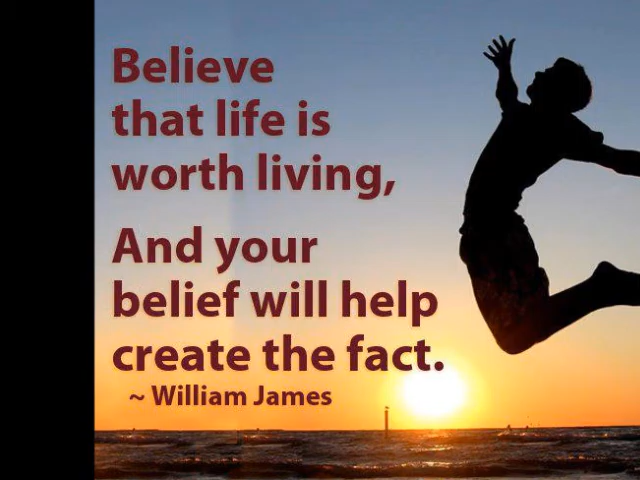 Believe
that life is
worth living,
And your
belief will help
create the fact.
~ William James